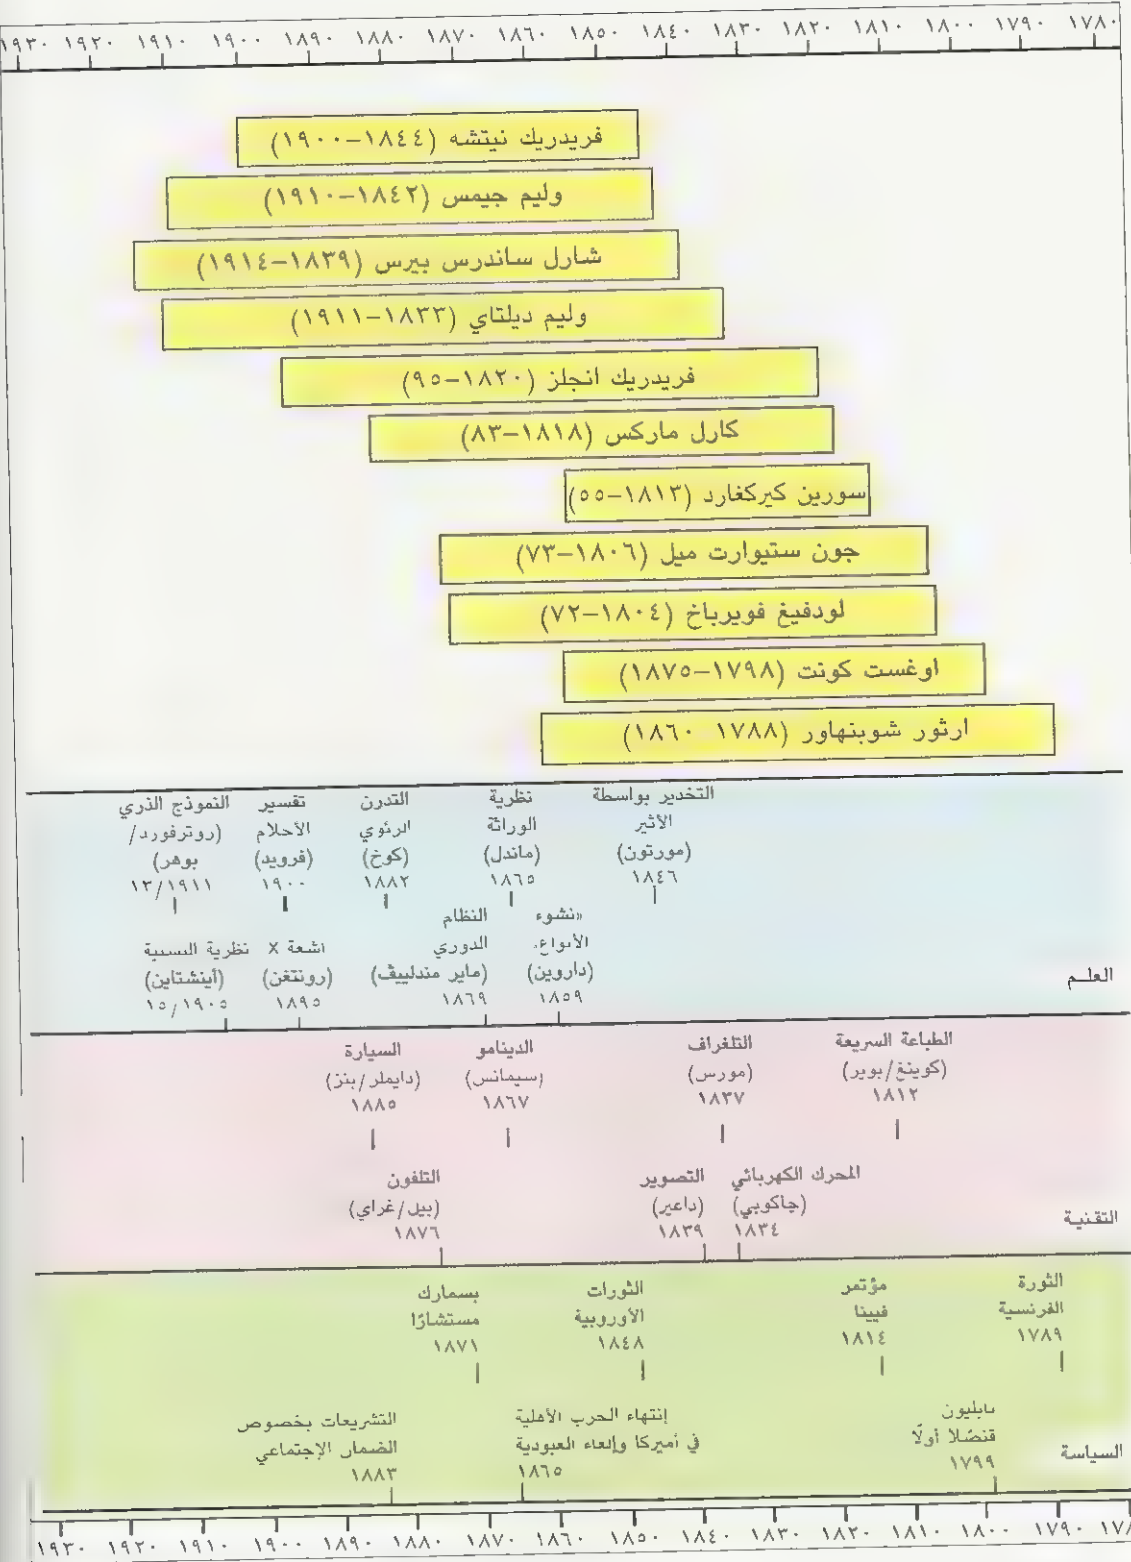 ١٧٨٠ ١٧٩٠ ١٨٠٠ ١٨١٠ ١٨٢٠ ١٨٣٠ ١٨٤٠ ١٨٥٠ ١٨٦٠ ١٨٧٠ ١٨٨٠ ١٨٩٠ ١٩٠٠ ١٩١٠ ١٩٢٠ ١٩٣٠
فريدريك نيتشه (١٨٤٤–١٩٠٠)
وليم جيمس (١٨٤٢–١٩١٠)
شارل ساندرس بيرس (١٨٣٩–١٩١٤)
وليم ديلتاي (١٨٣٣–١٩١١)
فريدريك انجلز (١٨٢٠–٩٥)
كارل ماركس (١٨١٨–٨٣)
سورين كيركغارد (١٨١٣–٥٥)
جون ستيوارت ميل (١٨٠٦–٧٣)
لودفيغ فويرباخ (١٨٠٤–٧٢)
اوغست كونت (١٧٩٨–١٨٧٥)
ارثور شوبنهاور (١٧٨٨ ١٨٦٠)
التخدير بواسطة
الأثير
(مورتون)
١٨٤٦
نظرية
الوراثة
(ماندل)
١٨٦٥
التدرن
الرئوي
(كوخ)
١٨٨٢
تفسير
الأحلام
(فرويد)
١٩٠٠
النموذج الذري
(روترفورد/
بوهر)
١٣/١٩١١
«نشوء
الأنواع»
(داروين)
١٨٥٩
النظام
الدوري
(ماير مندلييڤ)
١٨٦٩
اشعة X
(رونتغن)
١٨٩٥
نظرية النسبية
(أينشتاين)
١٥/١٩٠٥
العلـم
الطباعة السريعة
(كوينغ/بوير)
١٨١٢
التلغراف
(مورس)
١٨٣٧
الدينامو
(سيمانس)
١٨٦٧
السيارة
(دايملر/بنز)
١٨٨٥
المحرك الكهربائي
(جاكوبي)
١٨٣٤
التصوير
(داعير)
١٨٣٩
التلفون
(بيل/غراي)
١٨٧٦
التقنية
الثورة
الفرنسية
١٧٨٩
مؤتمر
فيينا
١٨١٤
الثورات
الأوروبية
١٨٤٨
بسمارك
مستشارًا
١٨٧١
نابليون
قنصلا أولًا
١٧٩٩
إنتهاء الحرب الأهلية
في أميركا وإلغاء العبودية
١٨٦٥
التشريعات بخصوص
الضمان الإجتماعي
١٨٨٣
السياسة
١٧٩٠ ١٨٠٠ ١٨١٠ ١٨٢٠ ١٨٣٠ ١٨٤٠ ١٨٥٠ ١٨٦٠ ١٨٧٠ ١٨٨٠ ١٨٩٠ ١٩٠٠ ١٩١٠ ١٩٢٠ ١٩٣٠